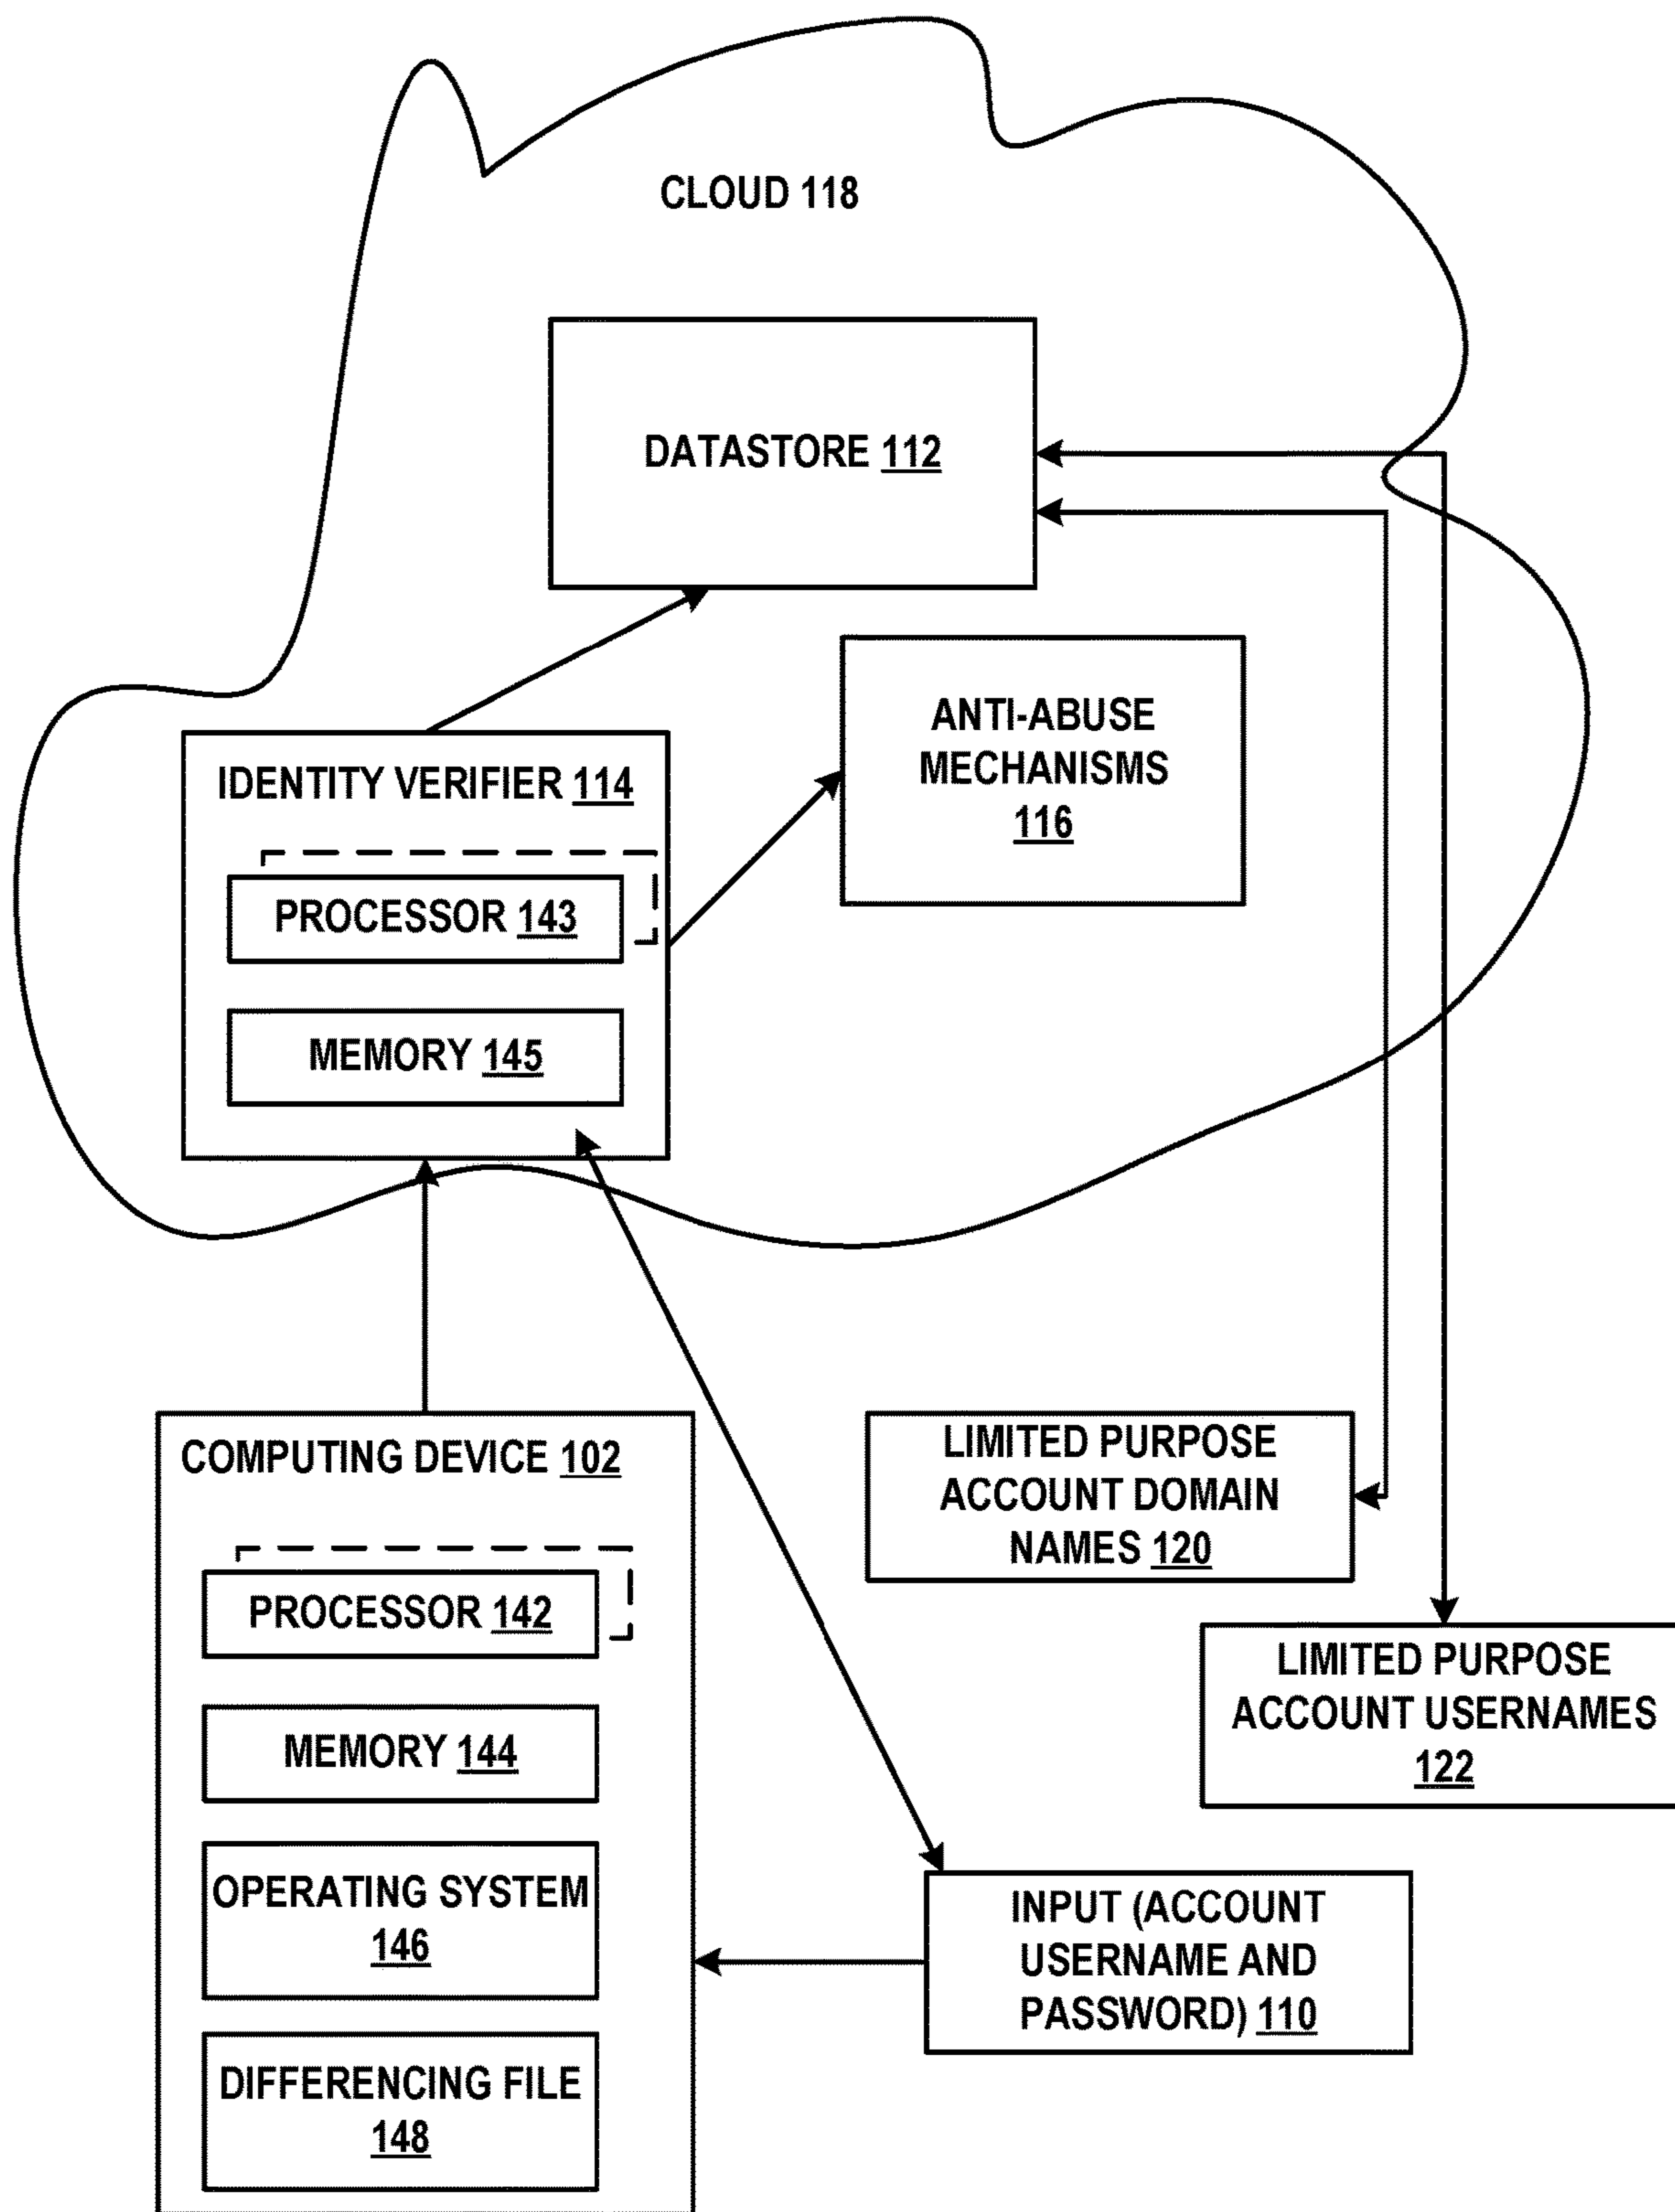 CLOUD 118
DATASTORE 112
ANTI-ABUSE
MECHANISMS
116
IDENTITY VERIFIER 114
PROCESSOR 143
MEMORY 145
COMPUTING DEVICE 102
PROCESSOR 142
MEMORY 144
OPERATING SYSTEM
146
DIFFERENCING FILE
148
LIMITED PURPOSE
ACCOUNT DOMAIN
NAMES 120
LIMITED PURPOSE
ACCOUNT USERNAMES
122
INPUT (ACCOUNT
USERNAME AND
PASSWORD) 110